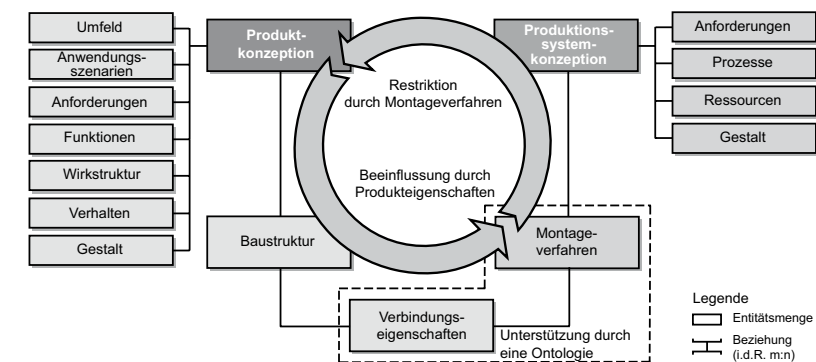 Umfeld
Anwendungs-
szenarien
Anforderungen
Funktionen
Wirkstruktur
Verhalten
Gestalt
Produkt-
konzeption
Produktions-
system-
konzeption
Anforderungen
Prozesse
Ressourcen
Gestalt
Restriktion
durch Montageverfahren
Beeinflussung durch
Produkteigenschaften
Baustruktur
Montage-
verfahren
Verbindungs-
eigenschaften
Unterstützung durch
eine Ontologie
Legende
Entitätsmenge
Beziehung
(i.d.R. m:n)